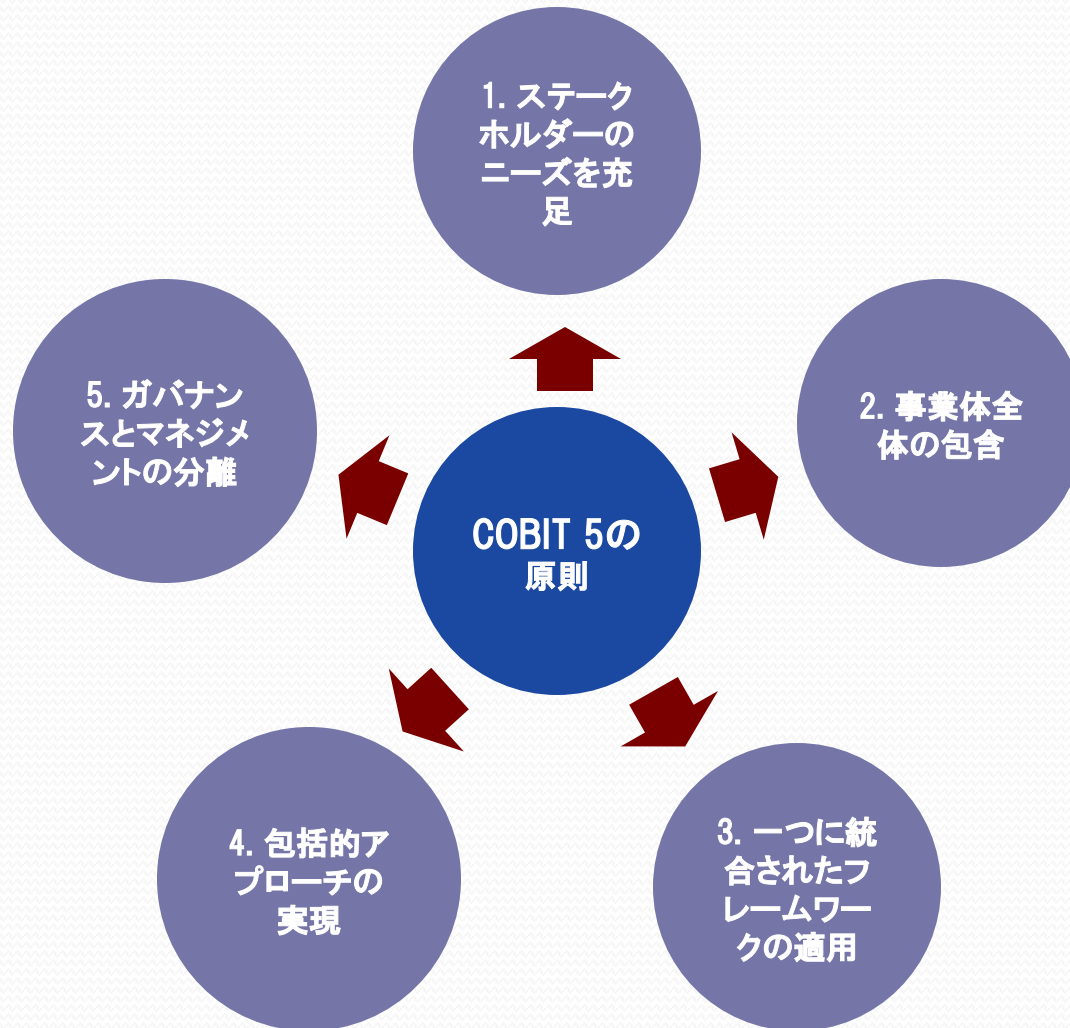 1. ステーク
ホルダーの
ニーズを充
足
5. ガバナン
スとマネジメ
ントの分離
2. 事業体全
体の包含
COBIT 5の
原則
4. 包括的ア
プローチの
実現
3. 一つに統
合されたフ
レームワー
クの適用